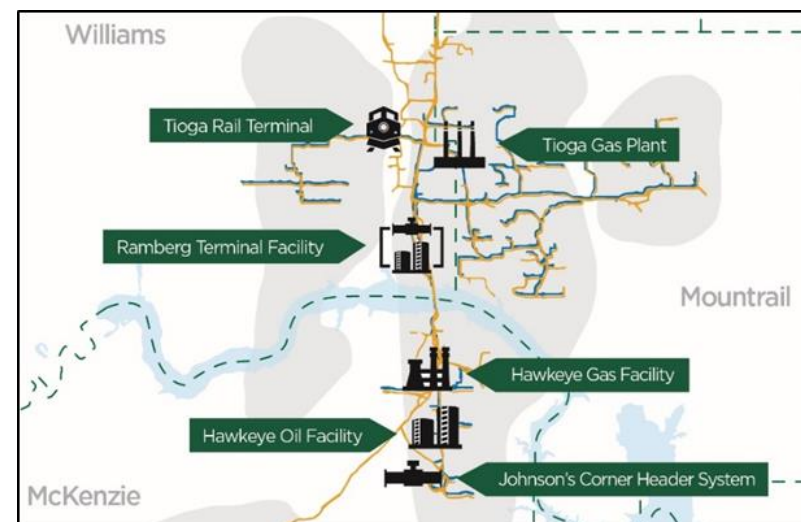 Williams
Tioga Rail Terminal
Tioga Gas Plant
Ramberg Terminal Facility
Mountrail
Hawkeye Gas Facility
Hawkeye Oil Facility
Johnson's Corner Header System
McKenzie